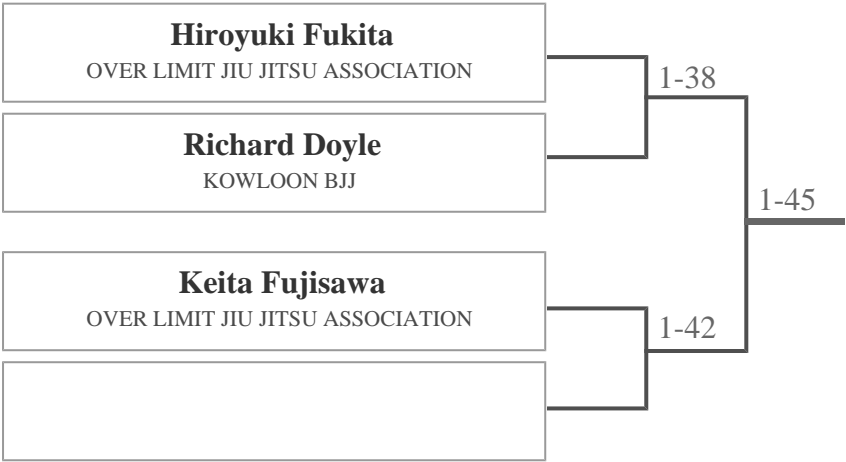 Hiroyuki Fukita
OVER LIMIT JIU JITSU ASSOCIATION
1-38
Richard Doyle
KOWLOON BJJ
1-45
Keita Fujisawa
OVER LIMIT JIU JITSU ASSOCIATION
1-42